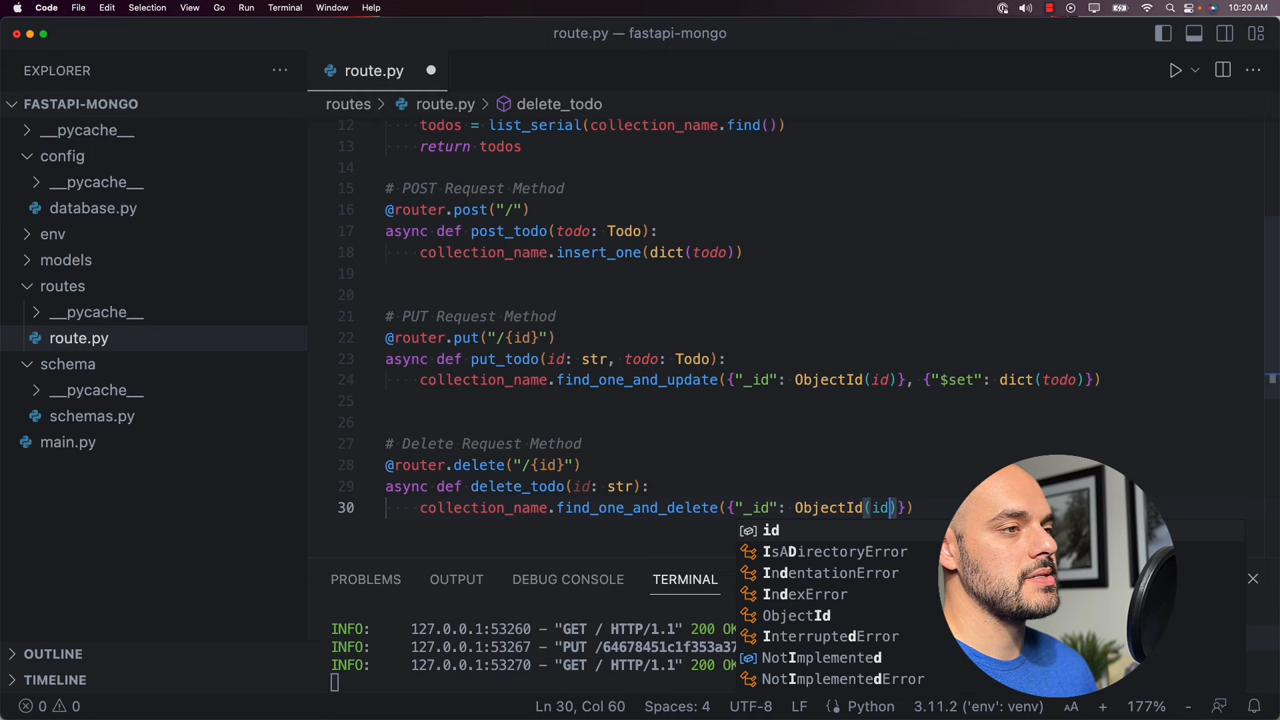 Code File Edit Selection View Go Run Terminal Window Help 10:20 AM
route.py — fastapi-mongo
EXPLORER
FASTAPI-MONGO
__pycache__
config
__pycache__
database.py
env
models
routes
__pycache__
route.py
schema
__pycache__
schemas.py
main.py
OUTLINE
TIMELINE
route.py
routes > route.py > delete_todo
12 todos = list_serial(collection_name.find())
13 return todos
14
15 # POST Request Method
16 @router.post("/")
17 async def post_todo(todo: Todo):
18 collection_name.insert_one(dict(todo))
19
20
21 # PUT Request Method
22 @router.put("/{id}")
23 async def put_todo(id: str, todo: Todo):
24 collection_name.find_one_and_update({"_id": ObjectId(id)}, {"$set": dict(todo)})
25
26
27 # Delete Request Method
28 @router.delete("/{id}")
29 async def delete_todo(id: str):
30 collection_name.find_one_and_delete({"_id": ObjectId(id)})
id
IsADirectoryError
IndentationError
IndexError
ObjectId
InterruptedError
NotImplemented
NotImplementedError
PROBLEMS OUTPUT DEBUG CONSOLE TERMINAL
INFO: 127.0.0.1:53260 - "GET / HTTP/1.1" 200 OK
INFO: 127.0.0.1:53267 - "PUT /64678451c1f353a37
INFO: 127.0.0.1:53270 - "GET / HTTP/1.1" 200 OK
0 0 Ln 30, Col 60 Spaces: 4 UTF-8 LF Python 3.11.2 ('env': venv) AA + 177% -